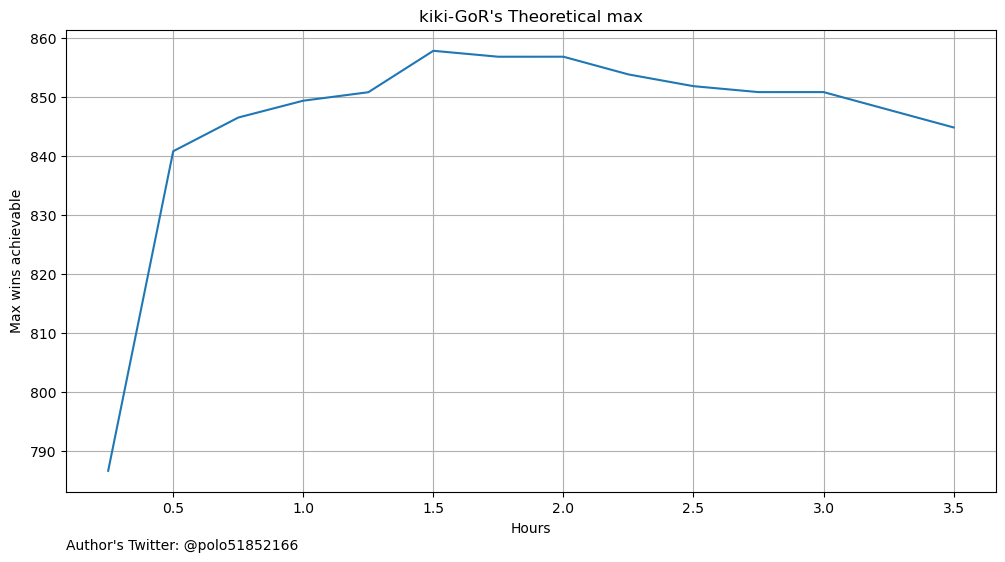 kiki-GoR's Theoretical max
Max wins achievable
860
850
840
830
820
810
800
790
0.5 1.0 1.5 2.0 2.5 3.0 3.5
Hours
Author's Twitter: @polo51852166